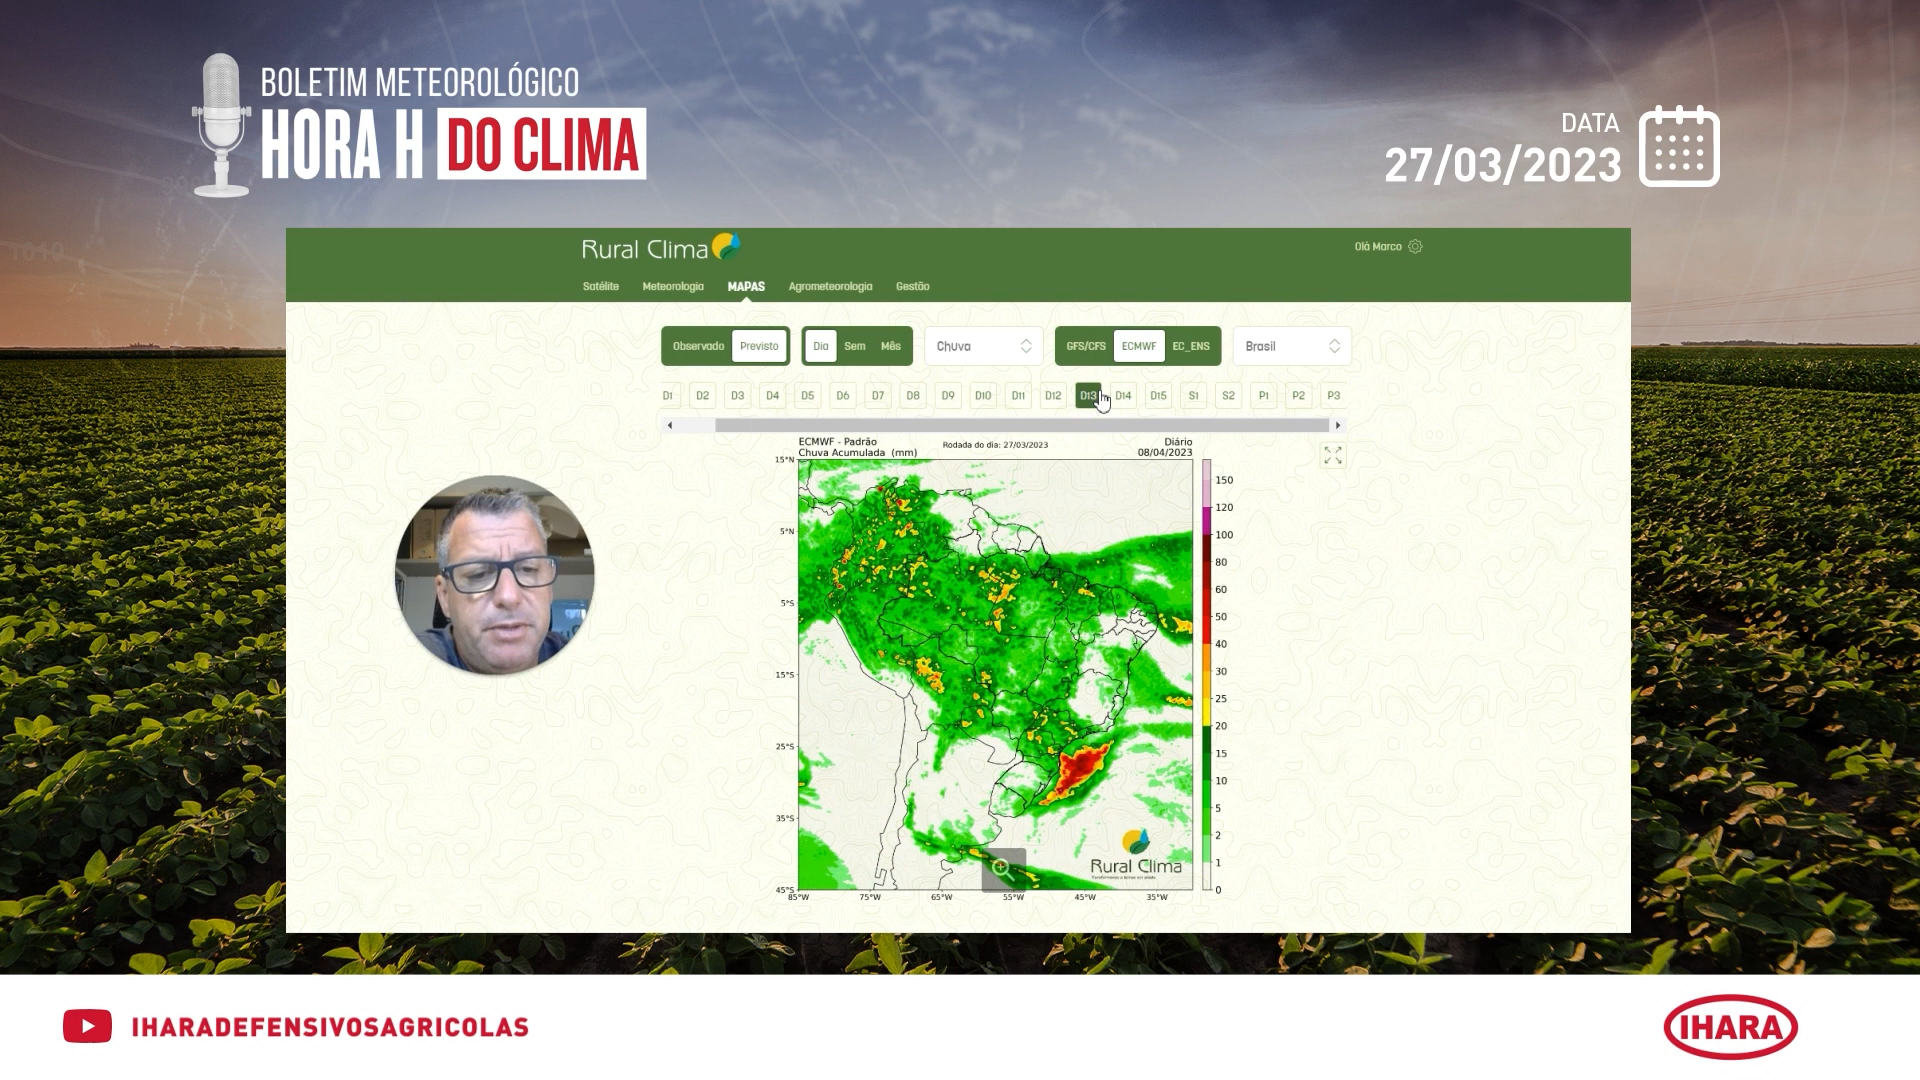 BOLETIM METEOROLÓGICO
HORA H DO CLIMA
DATA
27/03/2023
Rural Clima
Olá Marco
Satélite Meteorologia MAPAS Agrometeorologia Gestão
Observado Previsto Dia Sem Mês Chuva GFS/CFS ECMWF EC_ENS Brasil
D1 D2 D3 D4 D5 D6 D7 D8 D9 D10 D11 D12 D13 D14 D15 S1 S2 P1 P2 P3
ECMWF - Padrão Rodada do dia: 27/03/2023 Diário
Chuva Acumulada (mm) 08/04/2023
15°N
5°N
5°S
15°S
25°S
35°S
45°S
85°W 75°W 65°W 55°W 45°W 35°W
150
120
100
80
60
50
40
30
25
20
15
10
5
2
1
0
Rural Clima
IHARADEFENSIVOSAGRICOLAS
IHARA